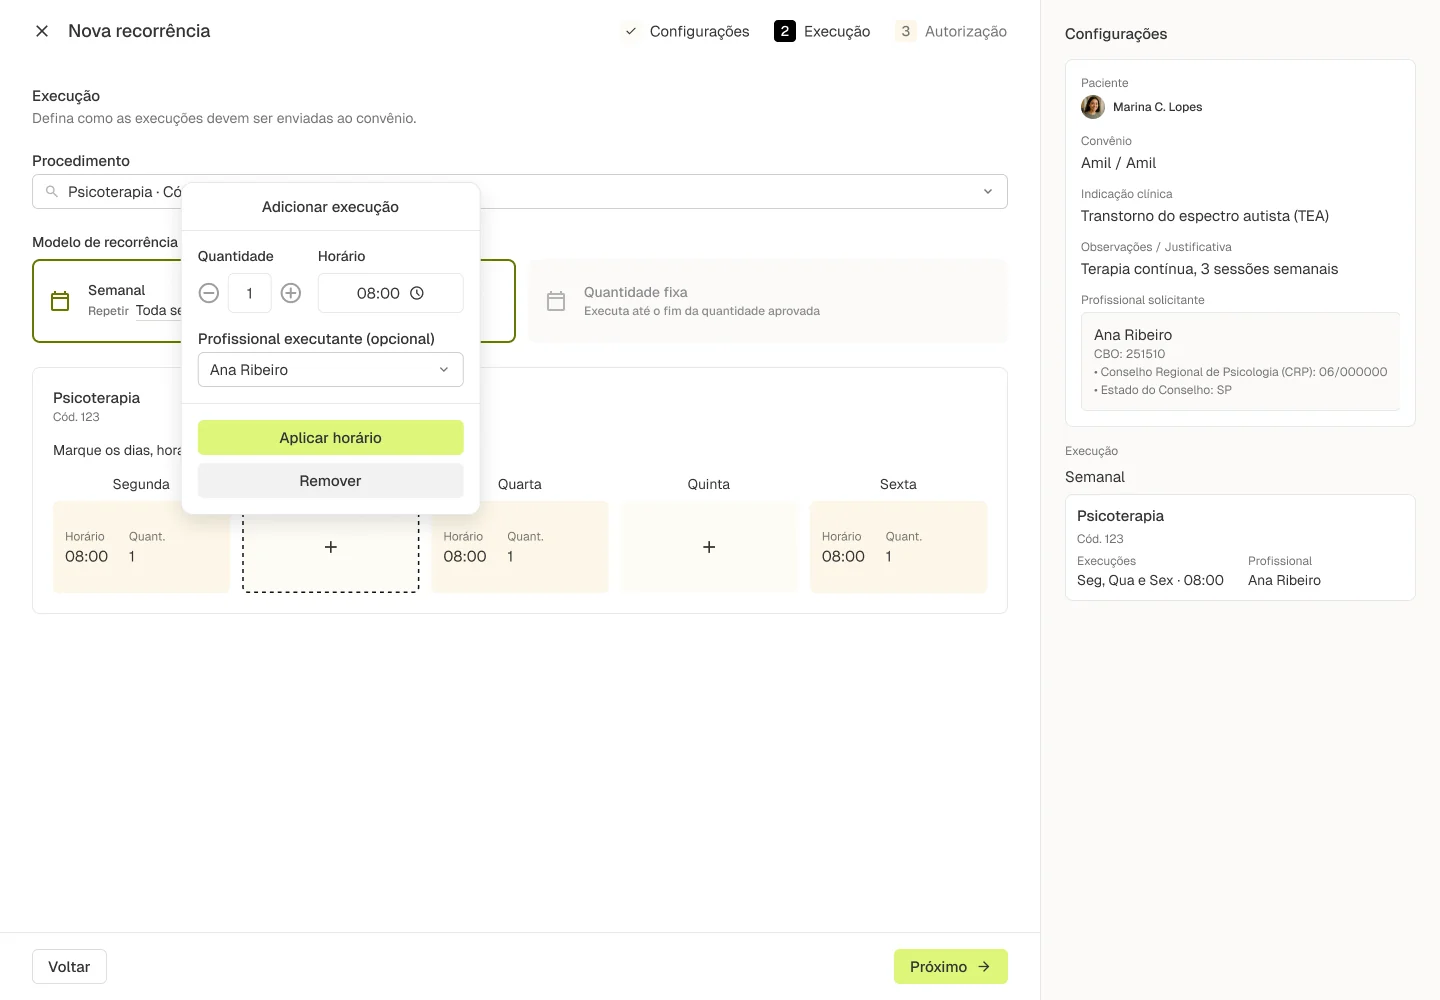 Nova recorrência
Configurações
2 Execução
3 Autorização
Execução
Defina como as execuções devem ser enviadas ao convênio.
Procedimento
Psicoterapia · Có
Modelo de recorrência
Semanal
Repetir Toda se
Quantidade fixa
Executa até o fim da quantidade aprovada
Adicionar execução
Quantidade Horário
1 08:00
Profissional executante (opcional)
Ana Ribeiro
Aplicar horário
Remover
Psicoterapia
Cód. 123
Marque os dias, hora
Segunda Quarta Quinta Sexta
Horário Quant. + Horário Quant. + Horário Quant.
08:00 1 08:00 1 08:00 1
Voltar
Próximo →
Configurações
Paciente
Marina C. Lopes
Convênio
Amil / Amil
Indicação clínica
Transtorno do espectro autista (TEA)
Observações / Justificativa
Terapia contínua, 3 sessões semanais
Profissional solicitante
Ana Ribeiro
CBO: 251510
• Conselho Regional de Psicologia (CRP): 06/000000
• Estado do Conselho: SP
Execução
Semanal
Psicoterapia
Cód. 123
Execuções Profissional
Seg, Qua e Sex · 08:00 Ana Ribeiro